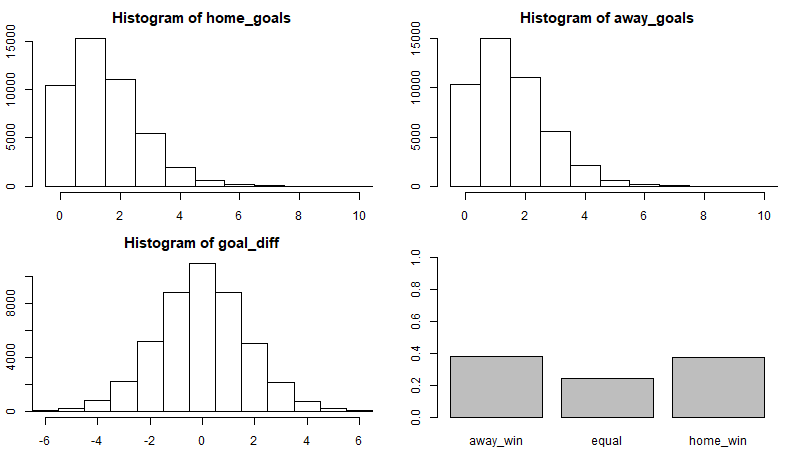 Histogram of home_goals
0 5000 10000 15000
0 2 4 6 8 10
Histogram of away_goals
0 5000 10000 15000
0 2 4 6 8 10
Histogram of goal_diff
0 4000 8000
-6 -4 -2 0 2 4 6
0.0 0.2 0.4 0.6 0.8 1.0
away_win equal home_win